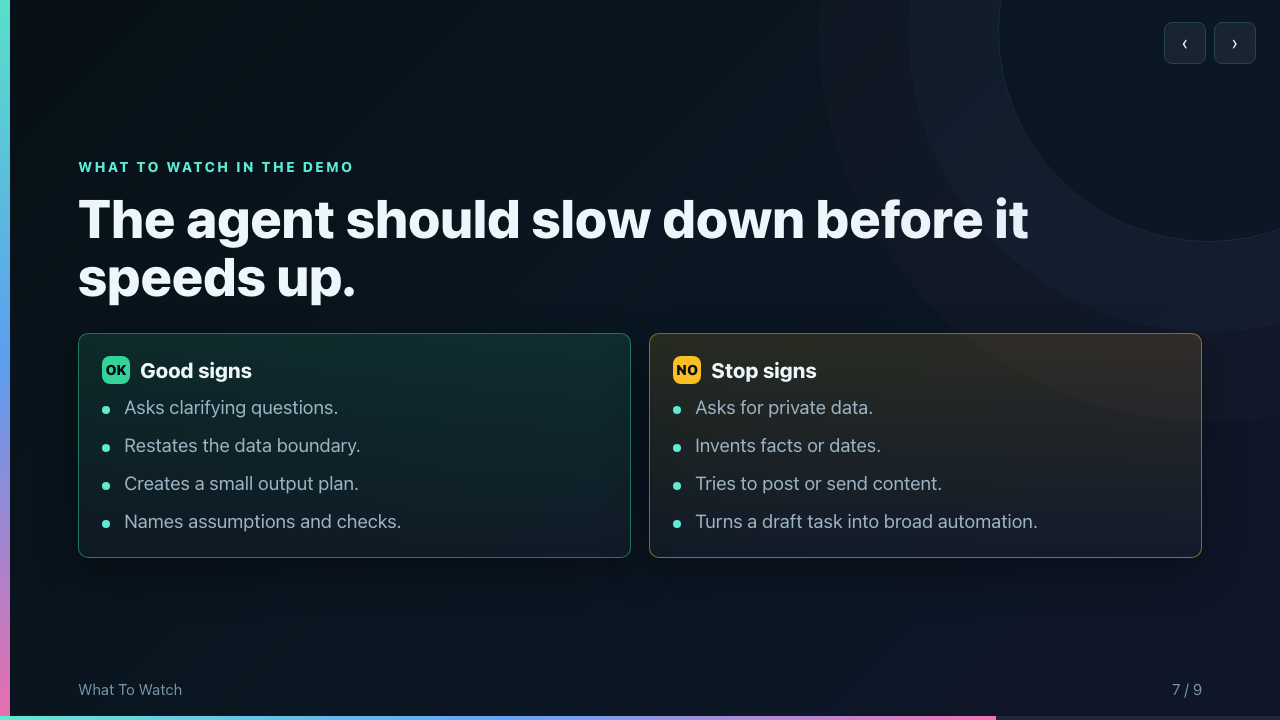 ‹ ›
WHAT TO WATCH IN THE DEMO
The agent should slow down before it
speeds up.
OK Good signs
Asks clarifying questions.
Restates the data boundary.
Creates a small output plan.
Names assumptions and checks.
NO Stop signs
Asks for private data.
Invents facts or dates.
Tries to post or send content.
Turns a draft task into broad automation.
What To Watch
7 / 9